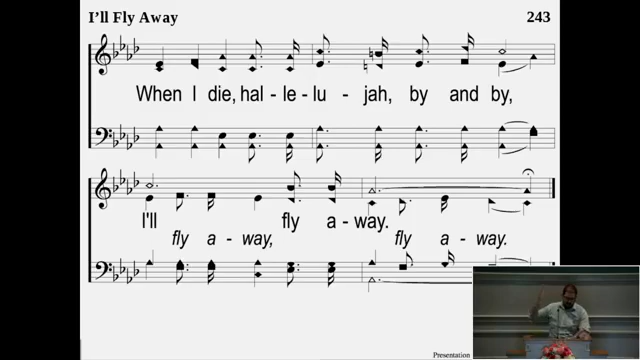 I'll Fly Away 243
When I die, hal - le - lu - jah, by and by,
I'll fly a - way.
fly a - way, fly a - way.
Presentation